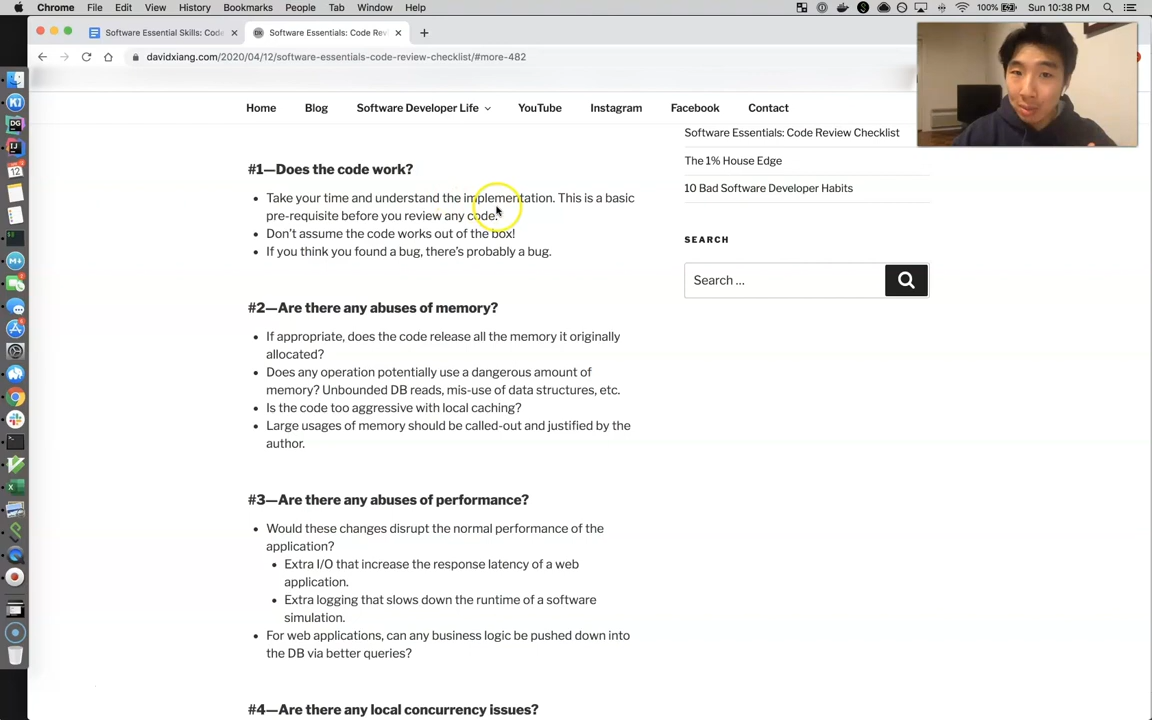 Chrome File Edit View History Bookmarks People Tab Window Help
100% Sun 10:38 PM
Software Essential Skills: Code
Software Essentials: Code Rev
davidxiang.com/2020/04/12/software-essentials-code-review-checklist/#more-482
Home Blog Software Developer Life YouTube Instagram Facebook Contact
#1—Does the code work?
• Take your time and understand the implementation. This is a basic
pre-requisite before you review any code.
• Don’t assume the code works out of the box!
• If you think you found a bug, there’s probably a bug.
#2—Are there any abuses of memory?
• If appropriate, does the code release all the memory it originally
allocated?
• Does any operation potentially use a dangerous amount of
memory? Unbounded DB reads, mis-use of data structures, etc.
• Is the code too aggressive with local caching?
• Large usages of memory should be called-out and justified by the
author.
#3—Are there any abuses of performance?
• Would these changes disrupt the normal performance of the
application?
• Extra I/O that increase the response latency of a web
application.
• Extra logging that slows down the runtime of a software
simulation.
• For web applications, can any business logic be pushed down into
the DB via better queries?
#4—Are there any local concurrency issues?
Software Essentials: Code Review Checklist
The 1% House Edge
10 Bad Software Developer Habits
SEARCH
Search …